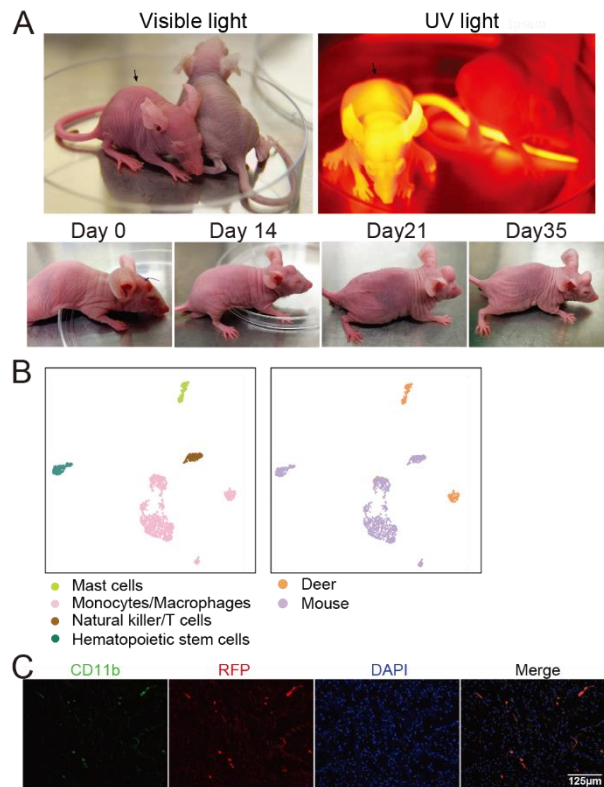 A
Visible light
UV light
Day 0
Day 14
Day21
Day35
B
Mast cells
Monocytes/Macrophages
Natural killer/T cells
Hematopoietic stem cells
Deer
Mouse
C
CD11b
RFP
DAPI
Merge
125μm